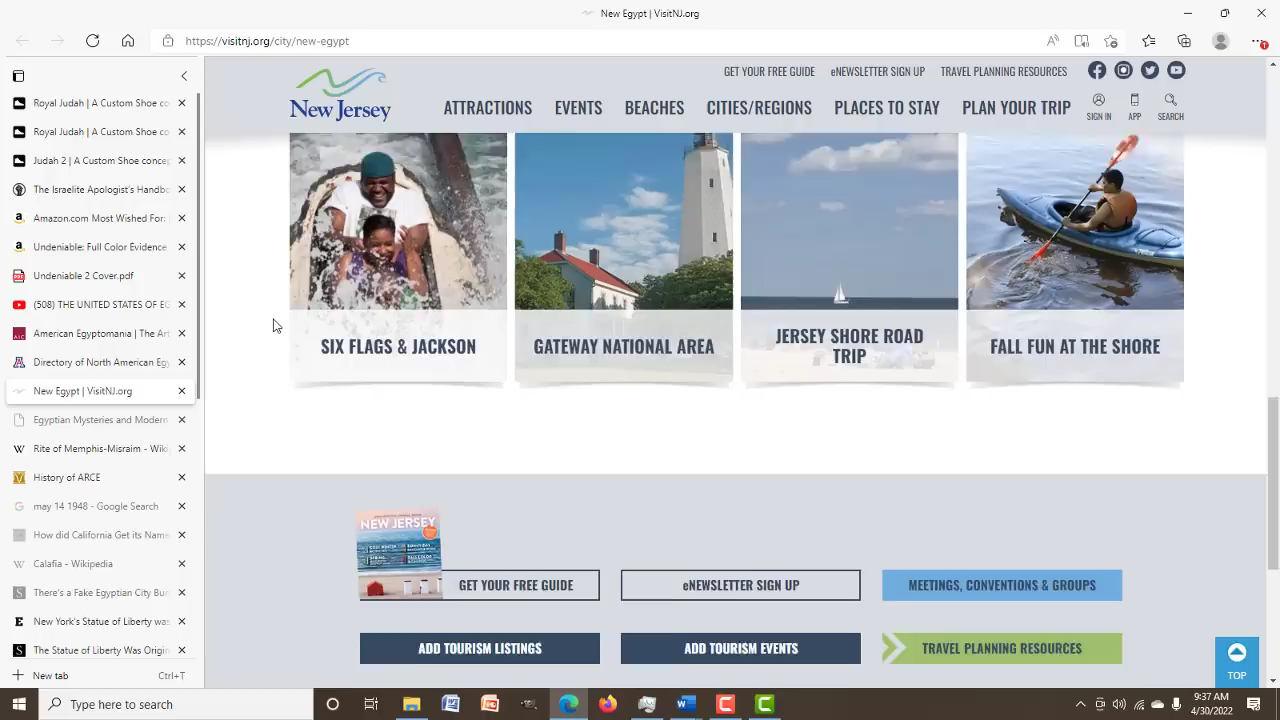 New Egypt | VisitNJ.org
https://visitnj.org/city/new-egypt
Royal Judah | A Custom Shoe co
Royal Judah | A Custom Shoe co
Judah 2 | A Custom Shoe concep
The Israelite Apologist's Handbo
Amazon.com Most Wished For:
Undeniable: Full Color Evidence
Undeniable 2 Cover.pdf
(508) THE UNITED STATES OF EG
American Egyptomania | The Art
Directory of North American Egy
New Egypt | VisitNJ.org
Egyptian Mysteries and Modern
Rite of Memphis-Misraim - Wiki
History of ARCE
may 14 1948 - Google Search
How did California Get its Name
Calafia - Wikipedia
There's a Fake Egyptian City Bur
New York's Statue of Liberty was
The Statue of Liberty Was Origin
New tab Ctrl+T
GET YOUR FREE GUIDE eNEWSLETTER SIGN UP TRAVEL PLANNING RESOURCES
New Jersey
ATTRACTIONS EVENTS BEACHES CITIES/REGIONS PLACES TO STAY PLAN YOUR TRIP
SIGN IN APP SEARCH
SIX FLAGS & JACKSON
GATEWAY NATIONAL AREA
JERSEY SHORE ROAD
TRIP
FALL FUN AT THE SHORE
NEW JERSEY
GET YOUR FREE GUIDE
eNEWSLETTER SIGN UP
MEETINGS, CONVENTIONS & GROUPS
ADD TOURISM LISTINGS
ADD TOURISM EVENTS
TRAVEL PLANNING RESOURCES
TOP
Type here to search
9:37 AM
4/30/2022